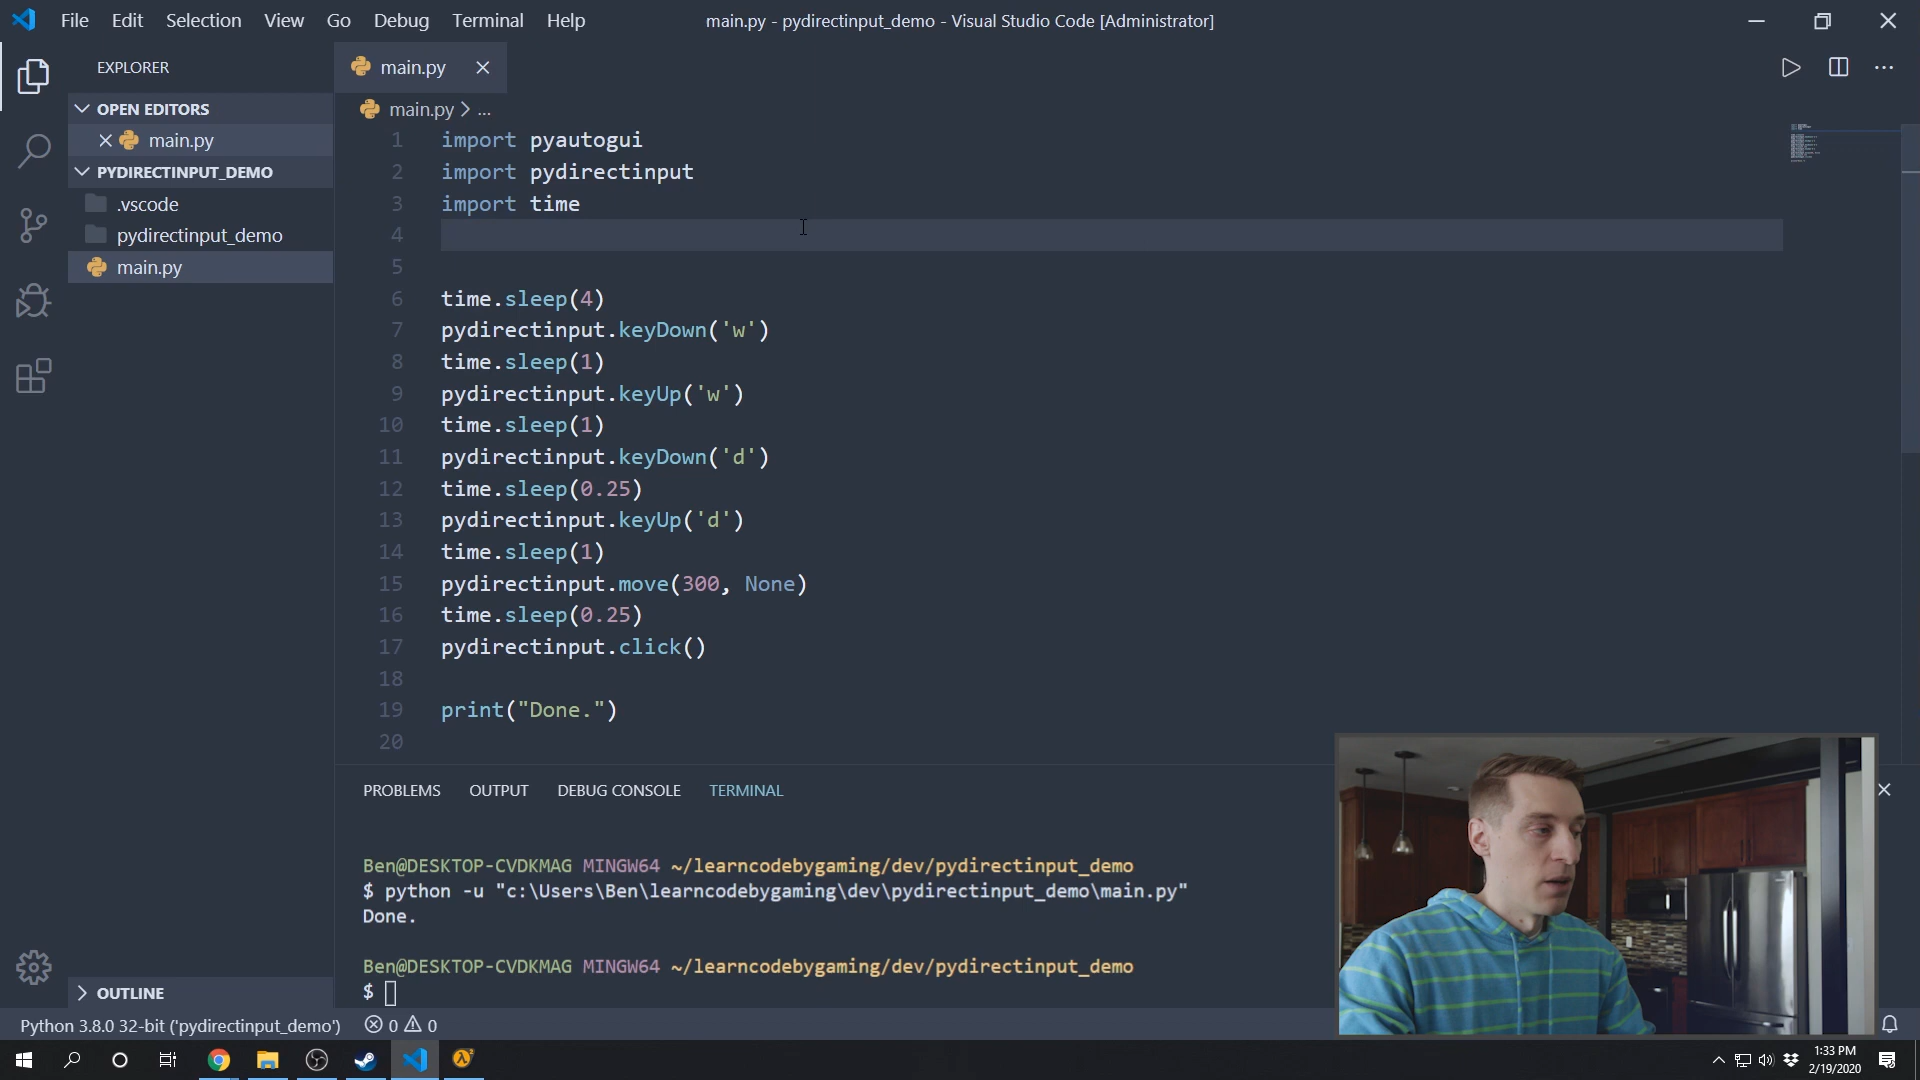 File Edit Selection View Go Debug Terminal Help
main.py - pydirectinput_demo - Visual Studio Code [Administrator]
EXPLORER
OPEN EDITORS
main.py
PYDIRECTINPUT_DEMO
.vscode
pydirectinput_demo
main.py
OUTLINE
main.py
main.py > ...
1 import pyautogui
2 import pydirectinput
3 import time
4
5
6 time.sleep(4)
7 pydirectinput.keyDown('w')
8 time.sleep(1)
9 pydirectinput.keyUp('w')
10 time.sleep(1)
11 pydirectinput.keyDown('d')
12 time.sleep(0.25)
13 pydirectinput.keyUp('d')
14 time.sleep(1)
15 pydirectinput.move(300, None)
16 time.sleep(0.25)
17 pydirectinput.click()
18
19 print("Done.")
20
PROBLEMS OUTPUT DEBUG CONSOLE TERMINAL
Ben@DESKTOP-CVDKMAG MINGW64 ~/learncodebygaming/dev/pydirectinput_demo
$ python -u "c:\Users\Ben\learncodebygaming\dev\pydirectinput_demo\main.py"
Done.
Ben@DESKTOP-CVDKMAG MINGW64 ~/learncodebygaming/dev/pydirectinput_demo
$
Python 3.8.0 32-bit ('pydirectinput_demo') 0 0
1:33 PM
2/19/2020